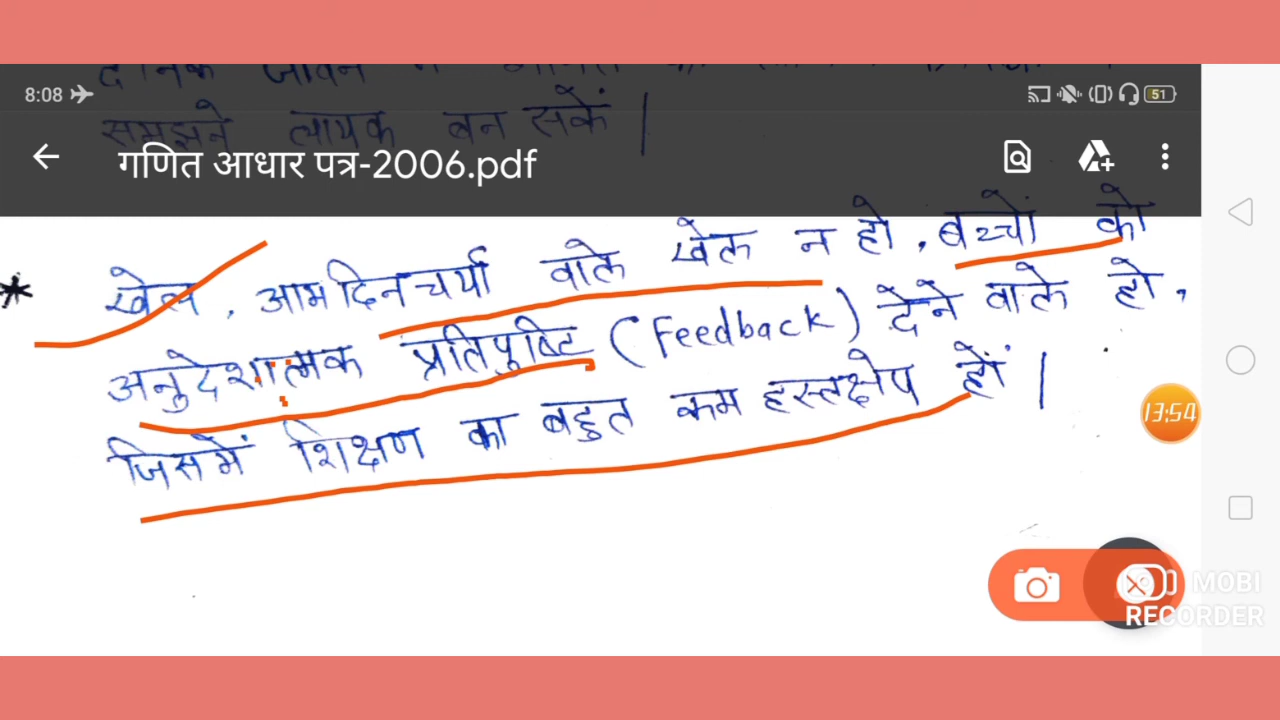 8:08
51
समझने लायक बन सकें |
गणित आधार पत्र-2006.pdf
* खेल, आम दिनचर्या वाले खेल न हो, बच्चों को
अनुदेशात्मक प्रतिपुष्टि (Feedback) देने वाले हो,
जिसमें शिक्षण का बहुत कम हस्तक्षेप हों |
13:54
MOBI
RECORDER